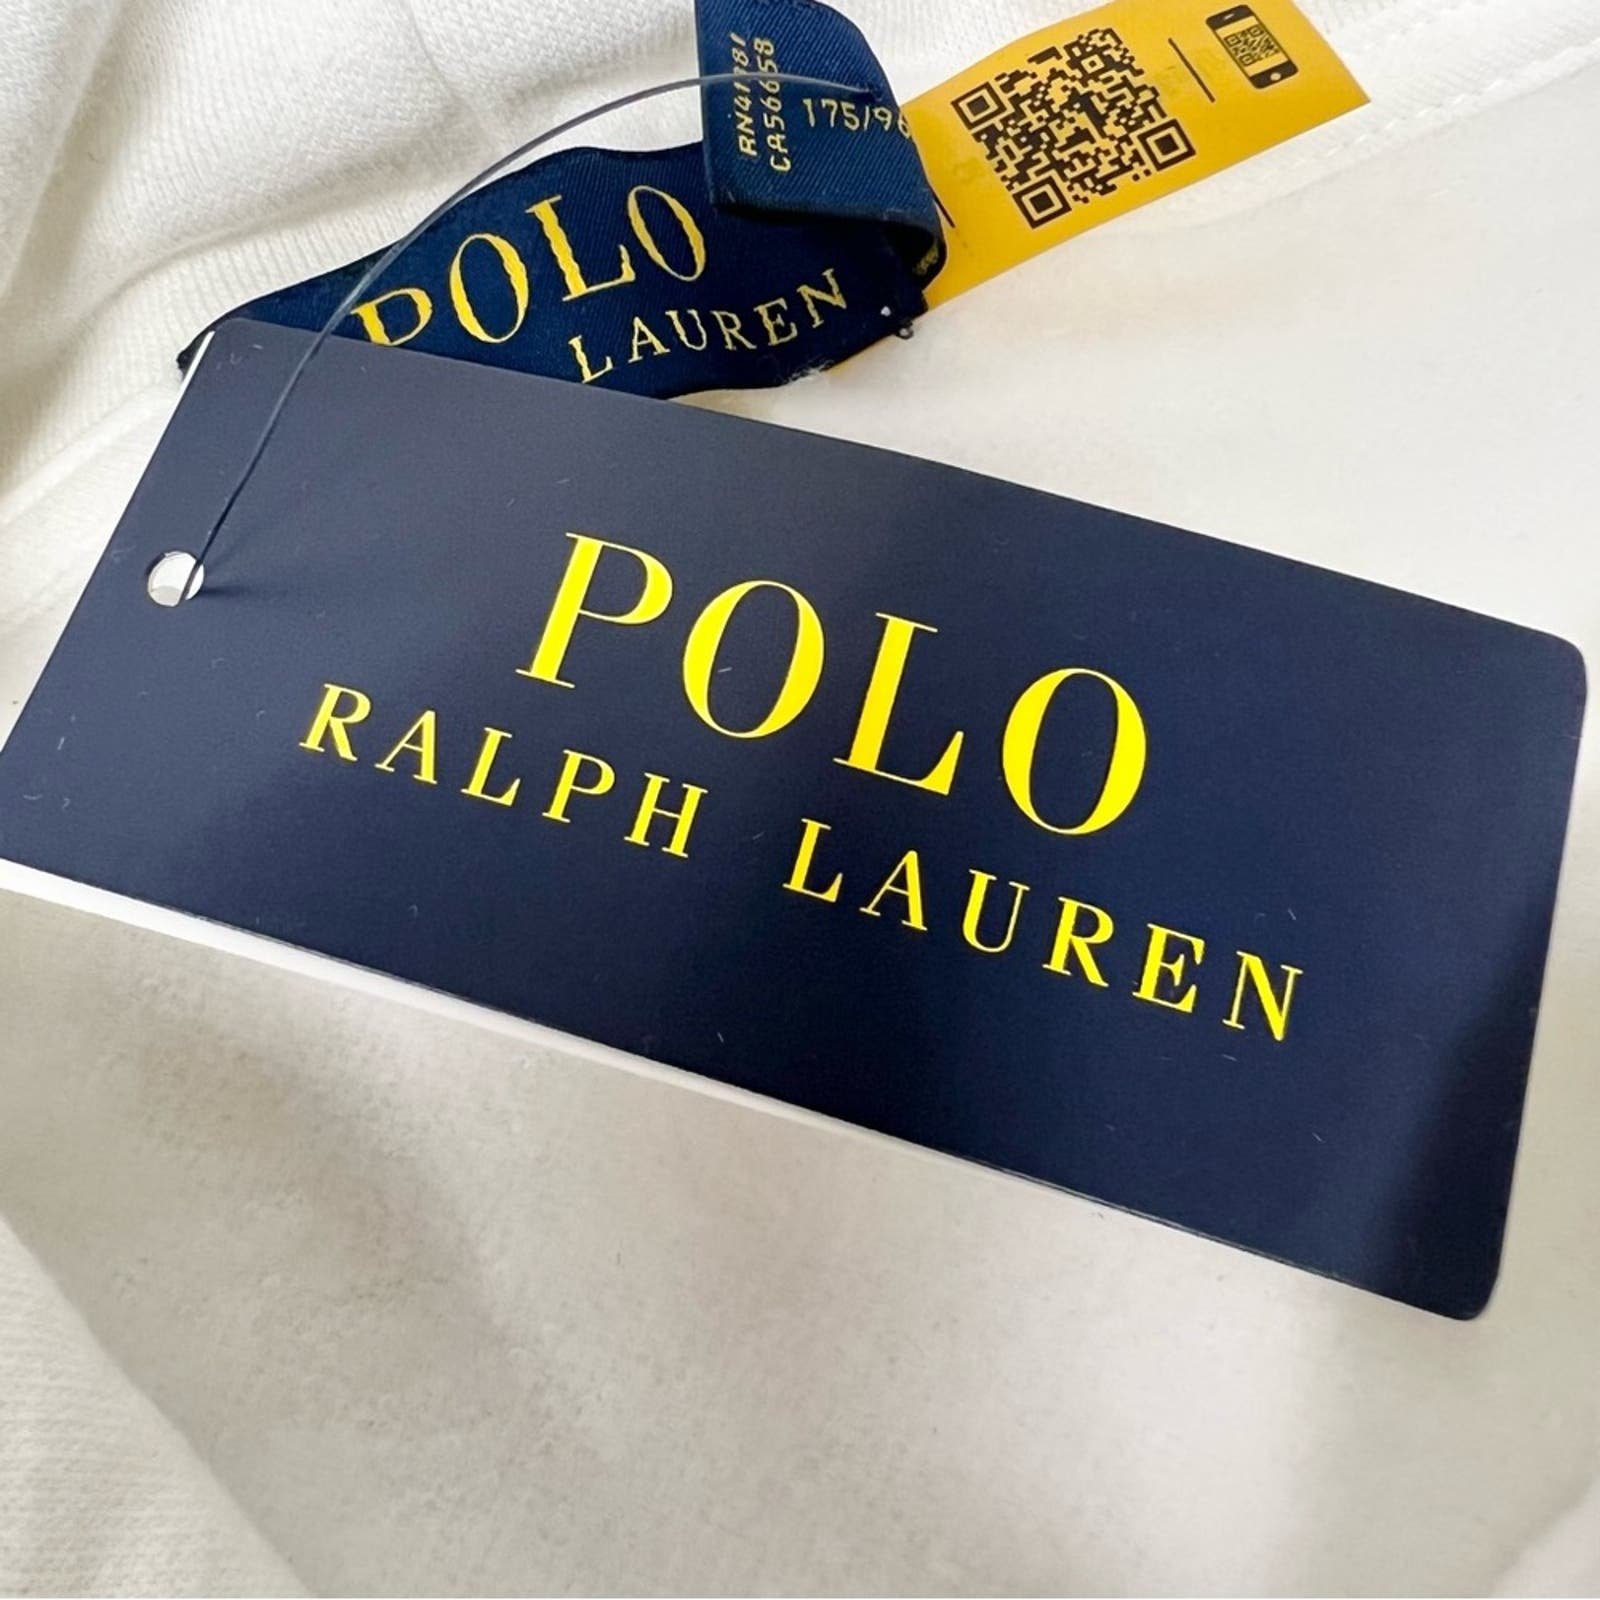 RN41381
CA56658
175/96
POLO
LAUREN
POLO
RALPH LAUREN